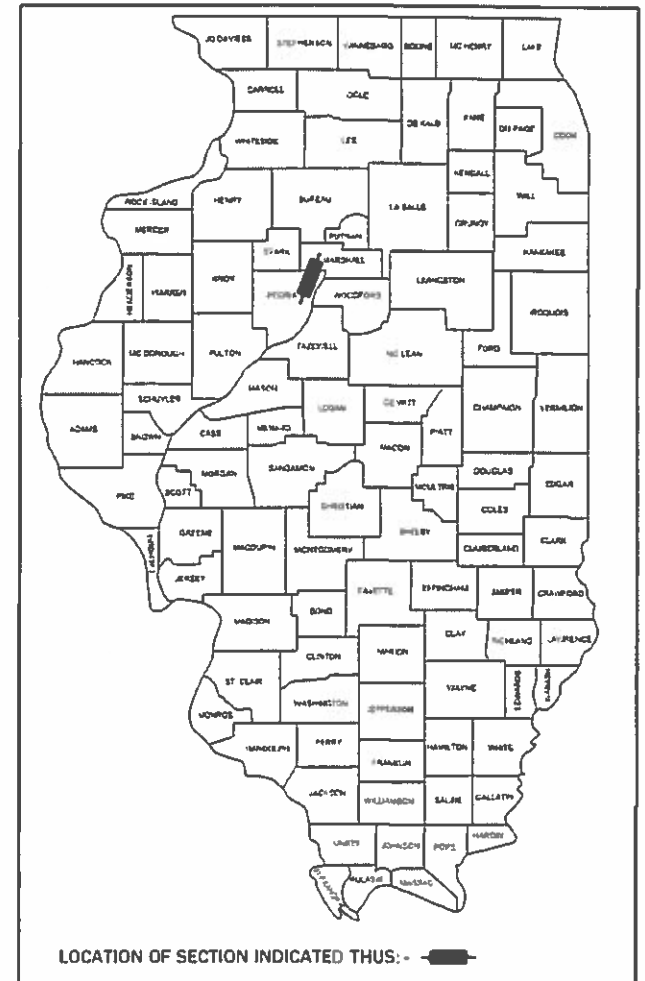 JO DAVIESS STEPHENSON WINNEBAGO BOONE MC HENRY LAKE
CARROLL OGLE
DE KALB KANE DU PAGE COOK
WHITESIDE LEE
KENDALL WILL
ROCK ISLAND HENRY BUREAU LA SALLE GRUNDY
MERCER PUTNAM
KANKAKEE
STARK MARSHALL
HENDERSON WARREN KNOX PEORIA WOODFORD LIVINGSTON
IROQUOIS
HANCOCK MC DONOUGH FULTON TAZEWELL MC LEAN FORD
MASON
SCHUYLER LOGAN DE WITT CHAMPAIGN VERMILION
ADAMS BROWN CASS MENARD MACON PIATT
MORGAN SANGAMON DOUGLAS
PIKE SCOTT CHRISTIAN MOULTRIE COLES EDGAR
CALHOUN GREENE MACOUPIN MONTGOMERY SHELBY CUMBERLAND CLARK
JERSEY
FAYETTE EFFINGHAM JASPER CRAWFORD
MADISON BOND
CLAY RICHLAND LAWRENCE
CLINTON MARION
ST. CLAIR WAYNE EDWARDS WABASH
WASHINGTON JEFFERSON
MONROE
RANDOLPH PERRY HAMILTON WHITE
FRANKLIN
JACKSON WILLIAMSON SALINE GALLATIN
UNION JOHNSON POPE HARDIN
PULASKI MASSAC
LOCATION OF SECTION INDICATED THUS: -